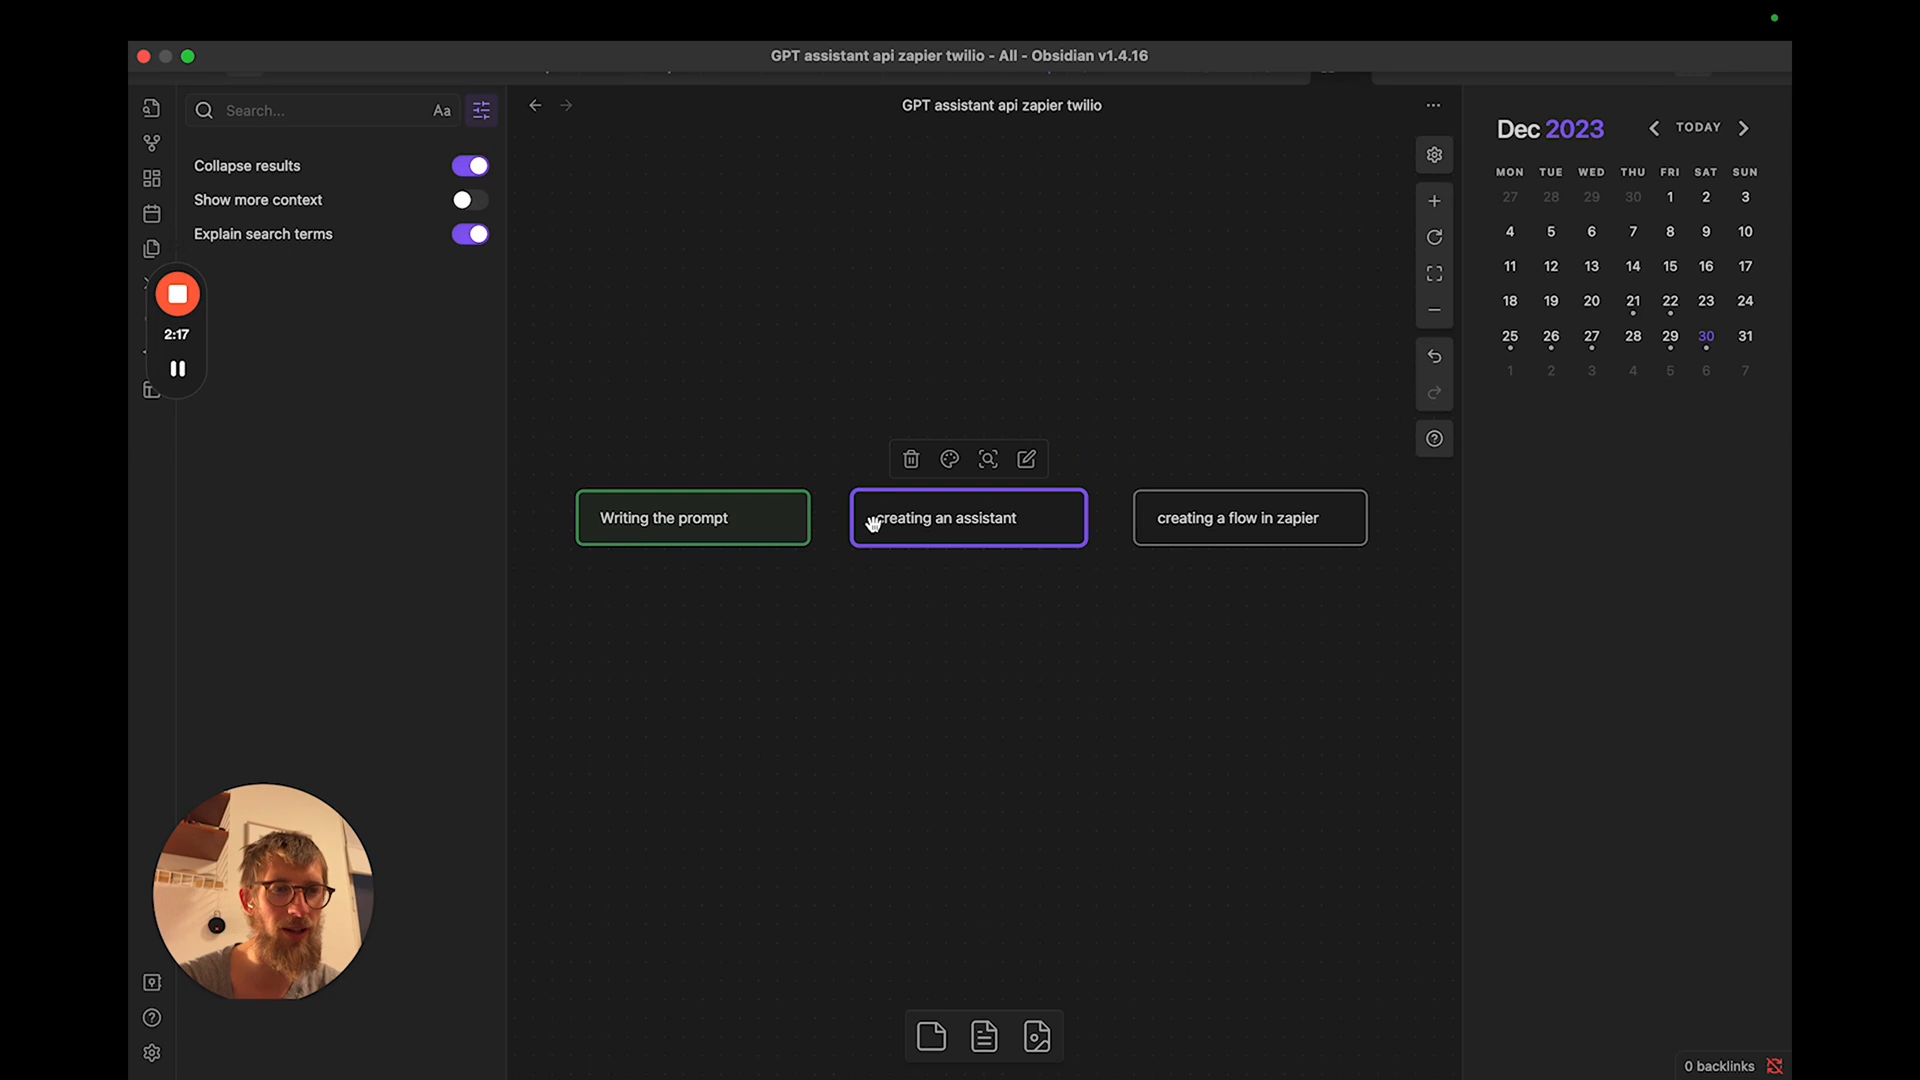 GPT assistant api zapier twilio - All - Obsidian v1.4.16
Search...
Aa
Collapse results
Show more context
Explain search terms
2:17
GPT assistant api zapier twilio
Writing the prompt
creating an assistant
creating a flow in zapier
Dec 2023
TODAY
MON TUE WED THU FRI SAT SUN
27 28 29 30 1 2 3
4 5 6 7 8 9 10
11 12 13 14 15 16 17
18 19 20 21 22 23 24
25 26 27 28 29 30 31
1 2 3 4 5 6 7
0 backlinks